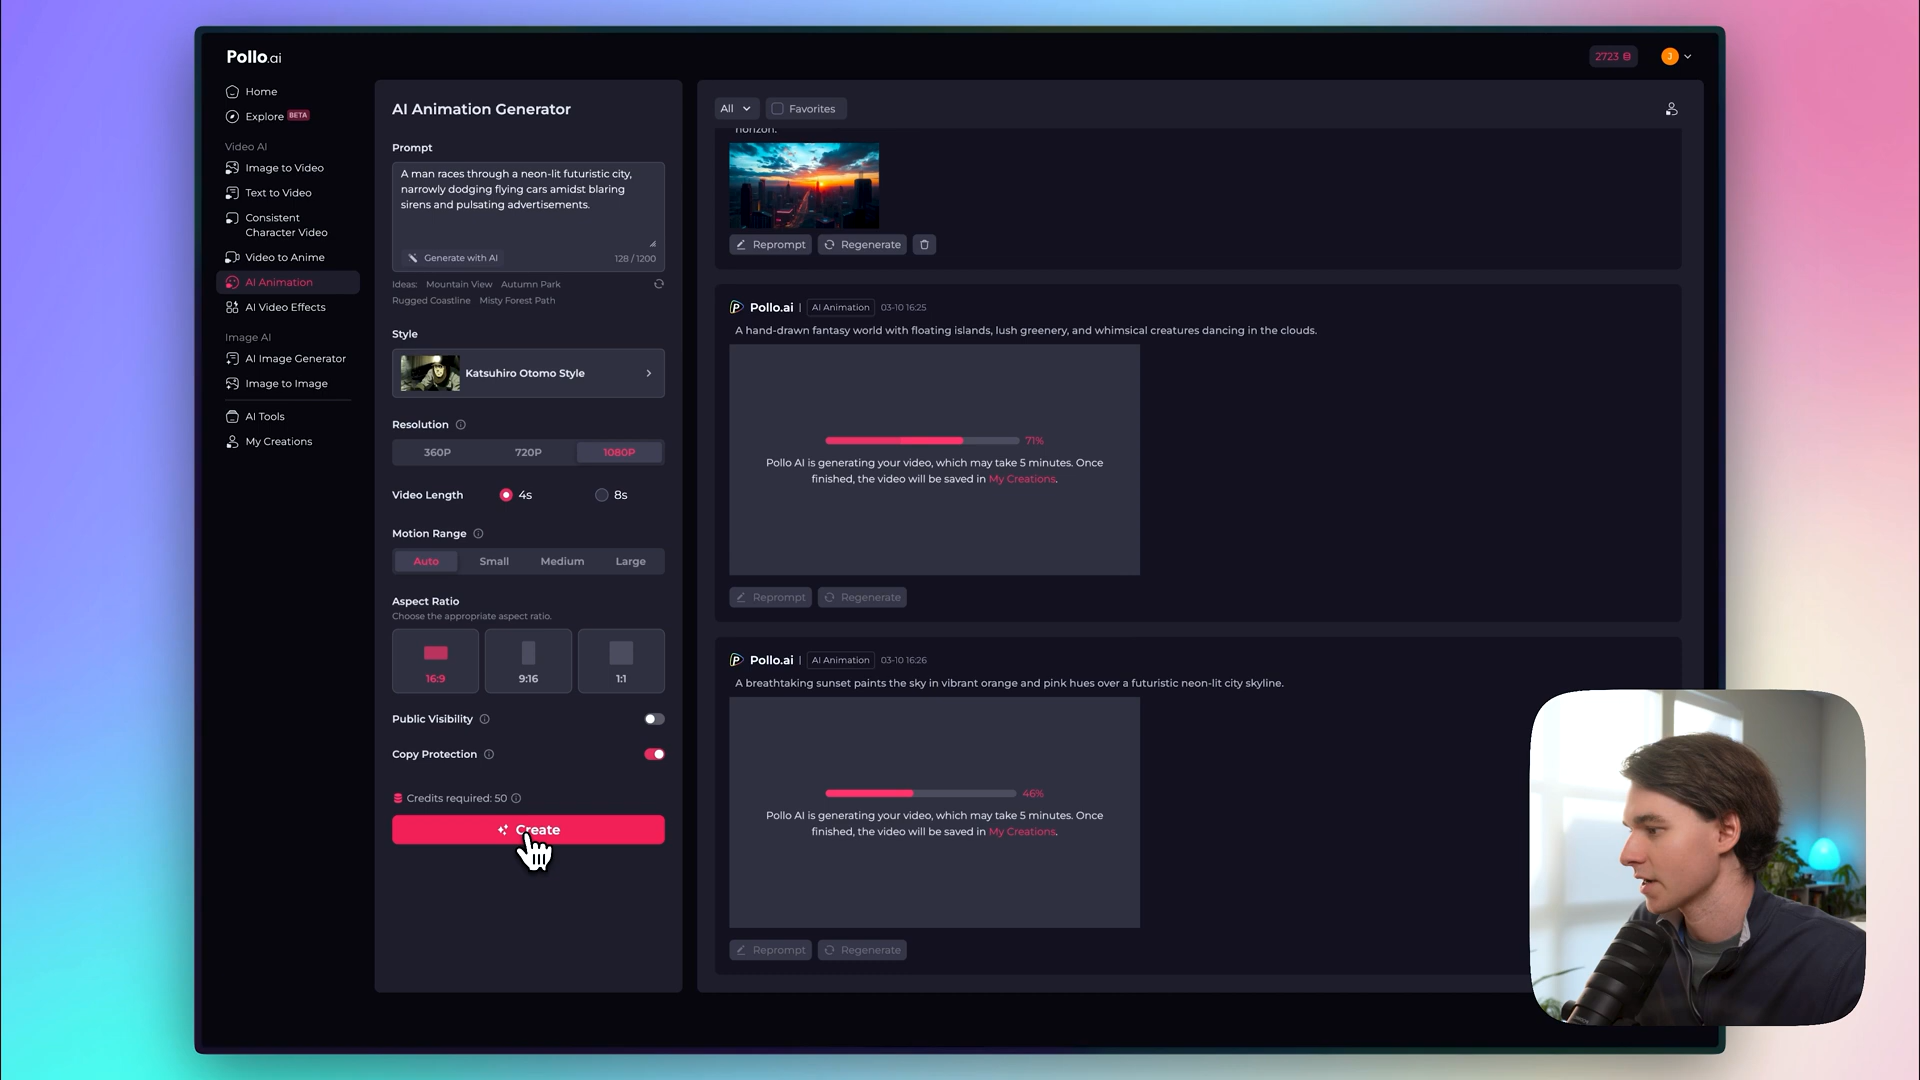 Pollo.ai
2723
J
Home
Explore BETA
Video AI
Image to Video
Text to Video
Consistent
Character Video
Video to Anime
AI Animation
AI Video Effects
Image AI
AI Image Generator
Image to Image
AI Tools
My Creations
AI Animation Generator
Prompt
A man races through a neon-lit futuristic city,
narrowly dodging flying cars amidst blaring
sirens and pulsating advertisements.
Generate with AI
128 / 1200
Ideas: Mountain View Autumn Park
Rugged Coastline Misty Forest Path
Style
Katsuhiro Otomo Style
Resolution
360P 720P 1080P
Video Length 4s 8s
Motion Range
Auto Small Medium Large
Aspect Ratio
Choose the appropriate aspect ratio.
16:9 9:16 1:1
Public Visibility
Copy Protection
Credits required: 50
Create
All Favorites
horizon.
Reprompt Regenerate
Pollo.ai | AI Animation 03-10 16:25
A hand-drawn fantasy world with floating islands, lush greenery, and whimsical creatures dancing in the clouds.
71%
Pollo AI is generating your video, which may take 5 minutes. Once
finished, the video will be saved in My Creations.
Reprompt Regenerate
Pollo.ai | AI Animation 03-10 16:26
A breathtaking sunset paints the sky in vibrant orange and pink hues over a futuristic neon-lit city skyline.
46%
Pollo AI is generating your video, which may take 5 minutes. Once
finished, the video will be saved in My Creations.
Reprompt Regenerate